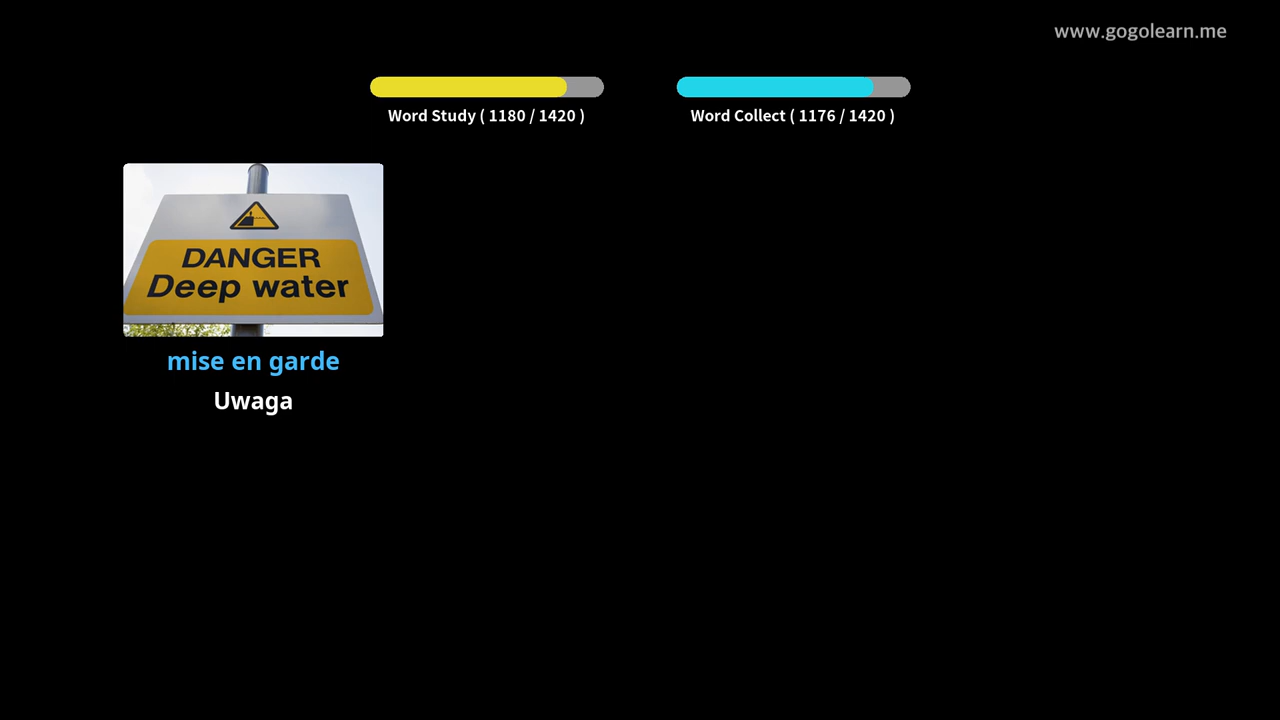 www.gogolearn.me
Word Study ( 1180 / 1420 )
Word Collect ( 1176 / 1420 )
DANGER
Deep water
mise en garde
Uwaga